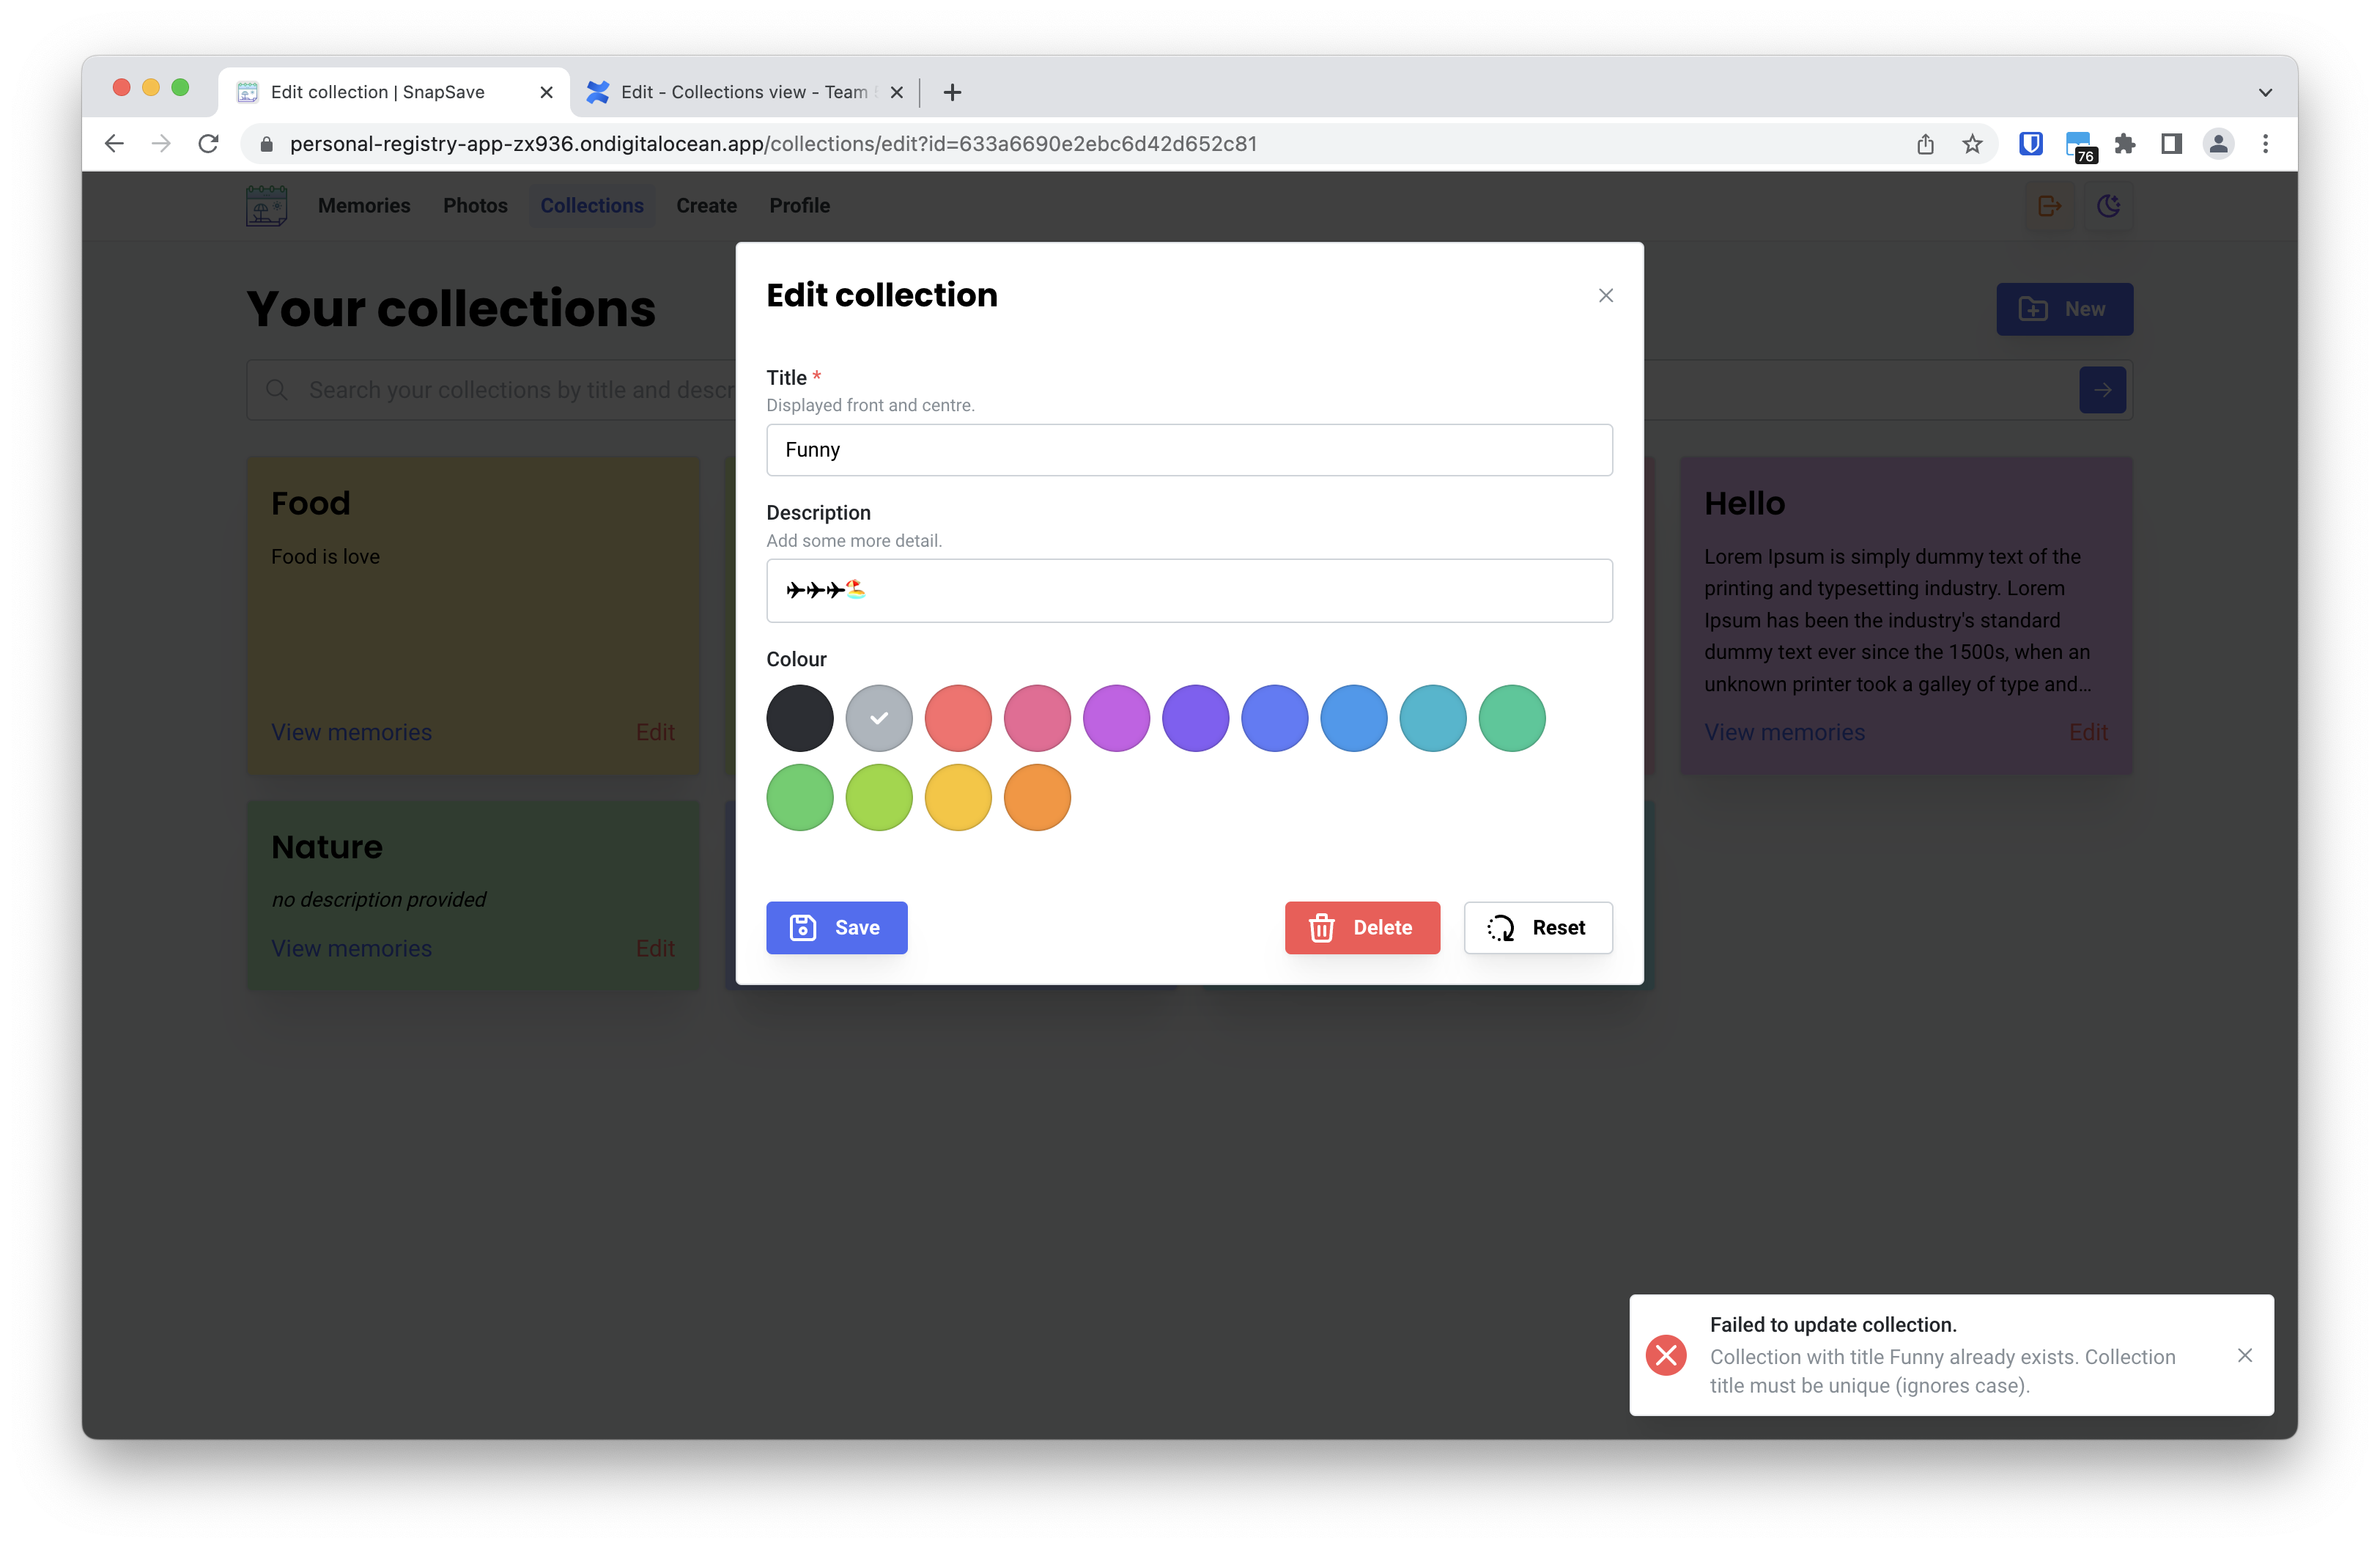 Edit collection | SnapSave
Edit - Collections view - Team
personal-registry-app-zx936.ondigitalocean.app/collections/edit?id=633a6690e2ebc6d42d652c81
76
Memories Photos Collections Create Profile
Your collections
New
Search your collections by title and descr
Edit collection
Title *
Displayed front and centre.
Funny
Description
Add some more detail.
✈✈✈🏖
Colour
Save
Delete
Reset
Food
Food is love
View memories
Edit
Hello
Lorem Ipsum is simply dummy text of the
printing and typesetting industry. Lorem
Ipsum has been the industry's standard
dummy text ever since the 1500s, when an
unknown printer took a galley of type and...
View memories
Edit
Nature
no description provided
View memories
Edit
Failed to update collection.
Collection with title Funny already exists. Collection
title must be unique (ignores case).